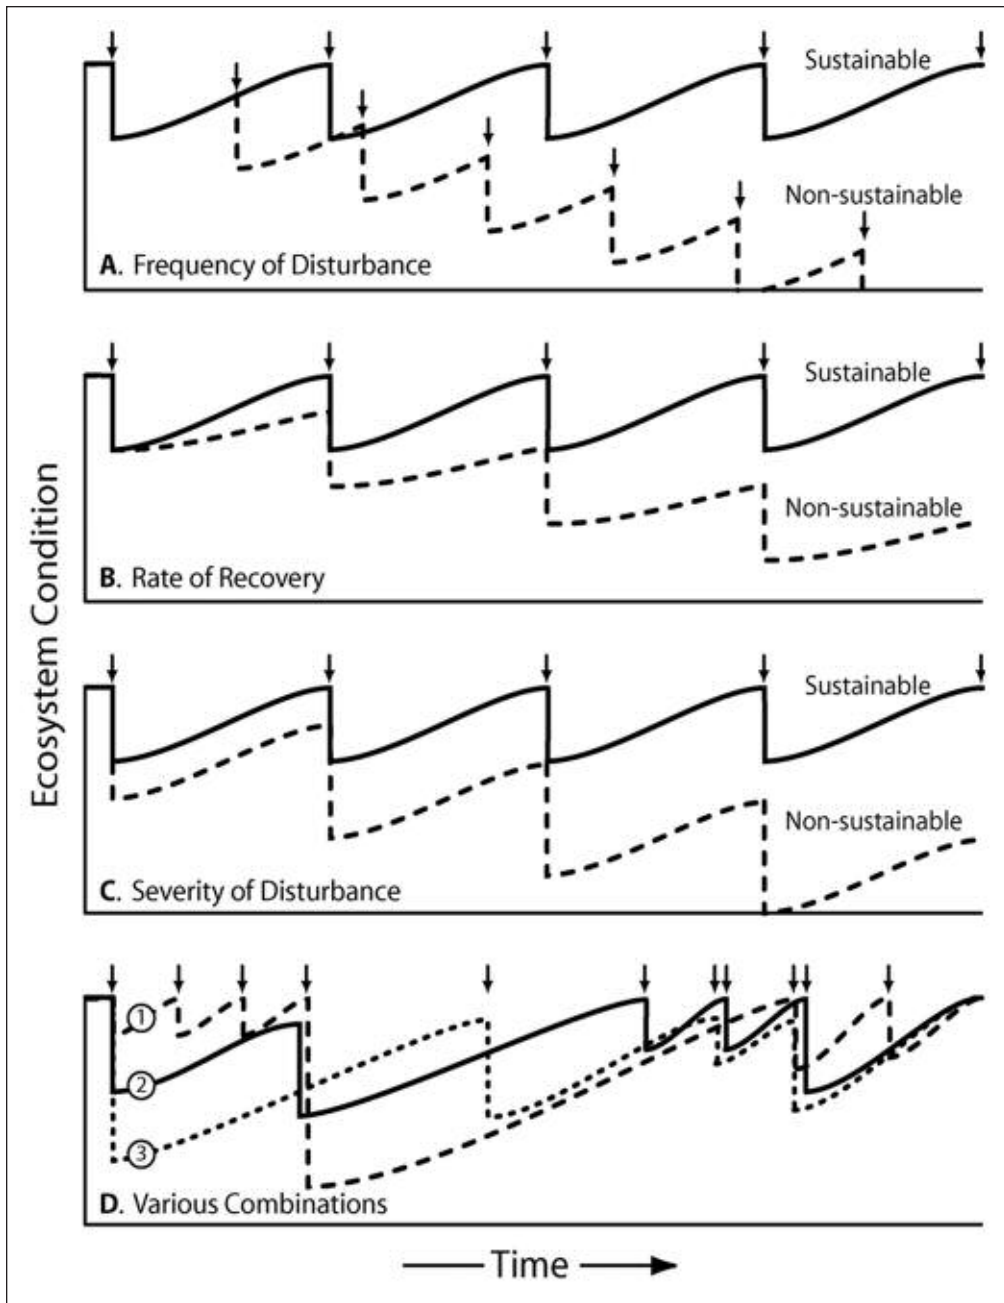 Sustainable
Non-sustainable
A. Frequency of Disturbance
Sustainable
Non-sustainable
B. Rate of Recovery
Sustainable
Non-sustainable
C. Severity of Disturbance
1
2
3
D. Various Combinations
Ecosystem Condition
Time